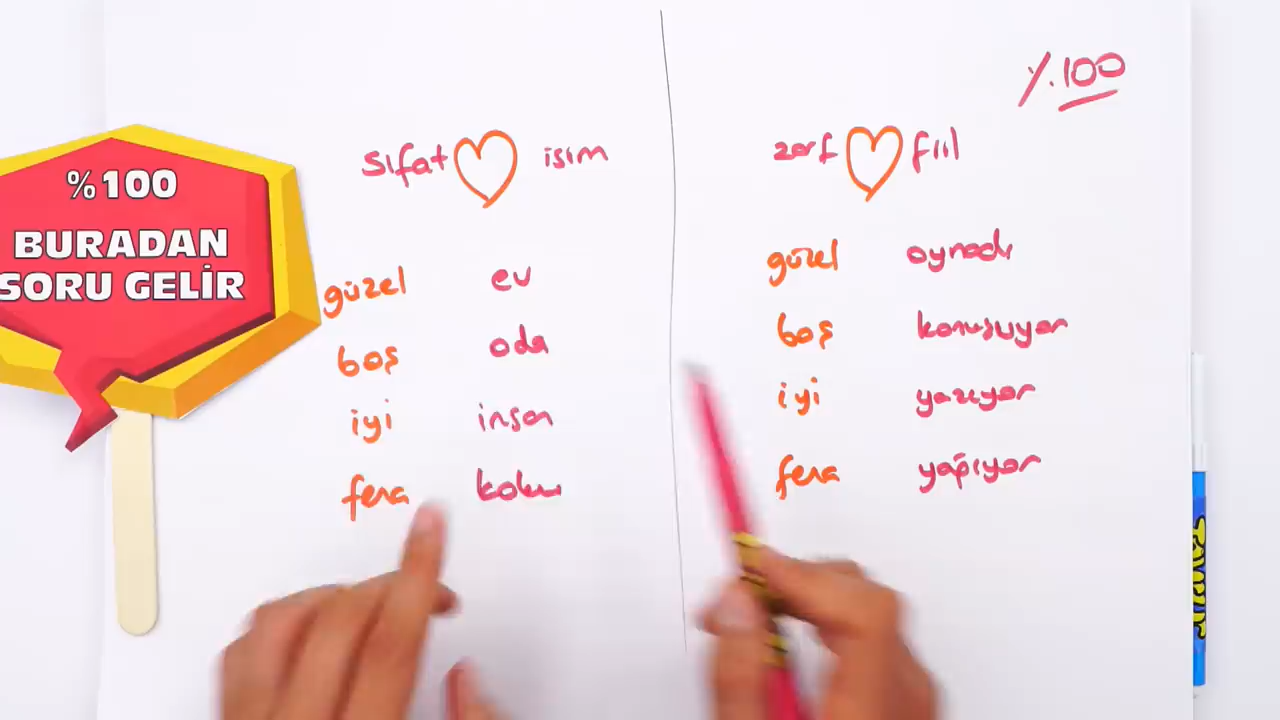 %100
BURADAN
SORU GELİR
sıfat isim
güzel ev
boş oda
iyi insan
fena koku
%100
zarf fiil
güzel oynadı
boş konuşuyor
iyi yazıyor
fena yapıyor